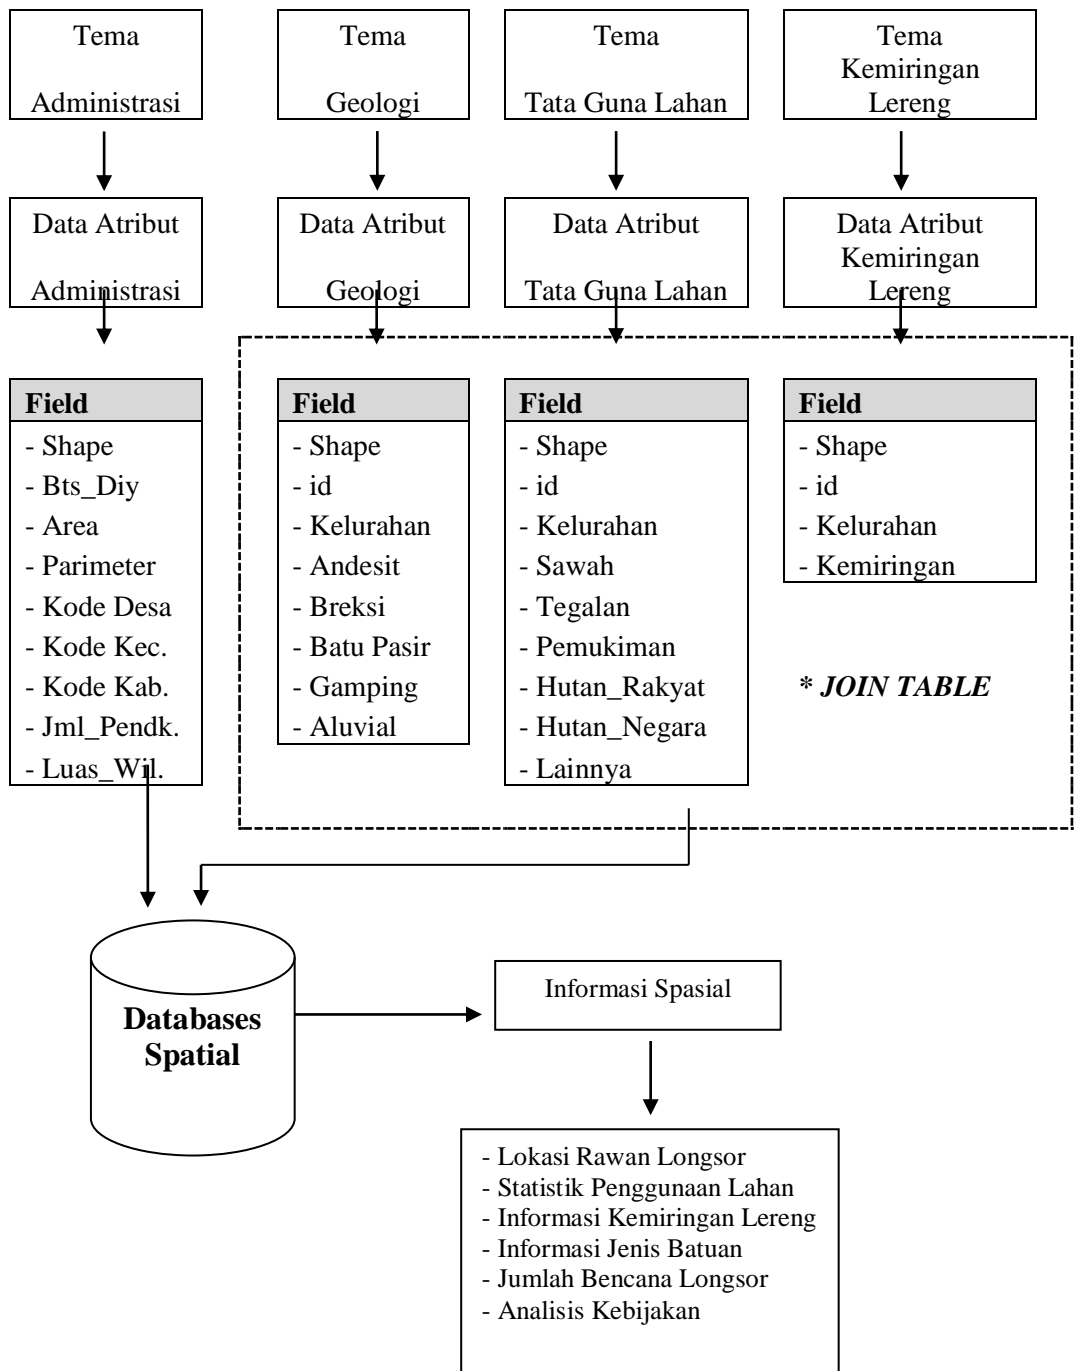 Tema
Administrasi
Tema
Geologi
Tema
Tata Guna Lahan
Tema
Kemiringan
Lereng
Data Atribut
Administrasi
Data Atribut
Geologi
Data Atribut
Tata Guna Lahan
Data Atribut
Kemiringan
Lereng
Field
- Shape
- Bts_Diy
- Area
- Parimeter
- Kode Desa
- Kode Kec.
- Kode Kab.
- Jml_Pendk.
- Luas_Wil.
Field
- Shape
- id
- Kelurahan
- Andesit
- Breksi
- Batu Pasir
- Gamping
- Aluvial
Field
- Shape
- id
- Kelurahan
- Sawah
- Tegalan
- Pemukiman
- Hutan_Rakyat
- Hutan_Negara
- Lainnya
Field
- Shape
- id
- Kelurahan
- Kemiringan
* JOIN TABLE
Databases
Spatial
Informasi Spasial
- Lokasi Rawan Longsor
- Statistik Penggunaan Lahan
- Informasi Kemiringan Lereng
- Informasi Jenis Batuan
- Jumlah Bencana Longsor
- Analisis Kebijakan